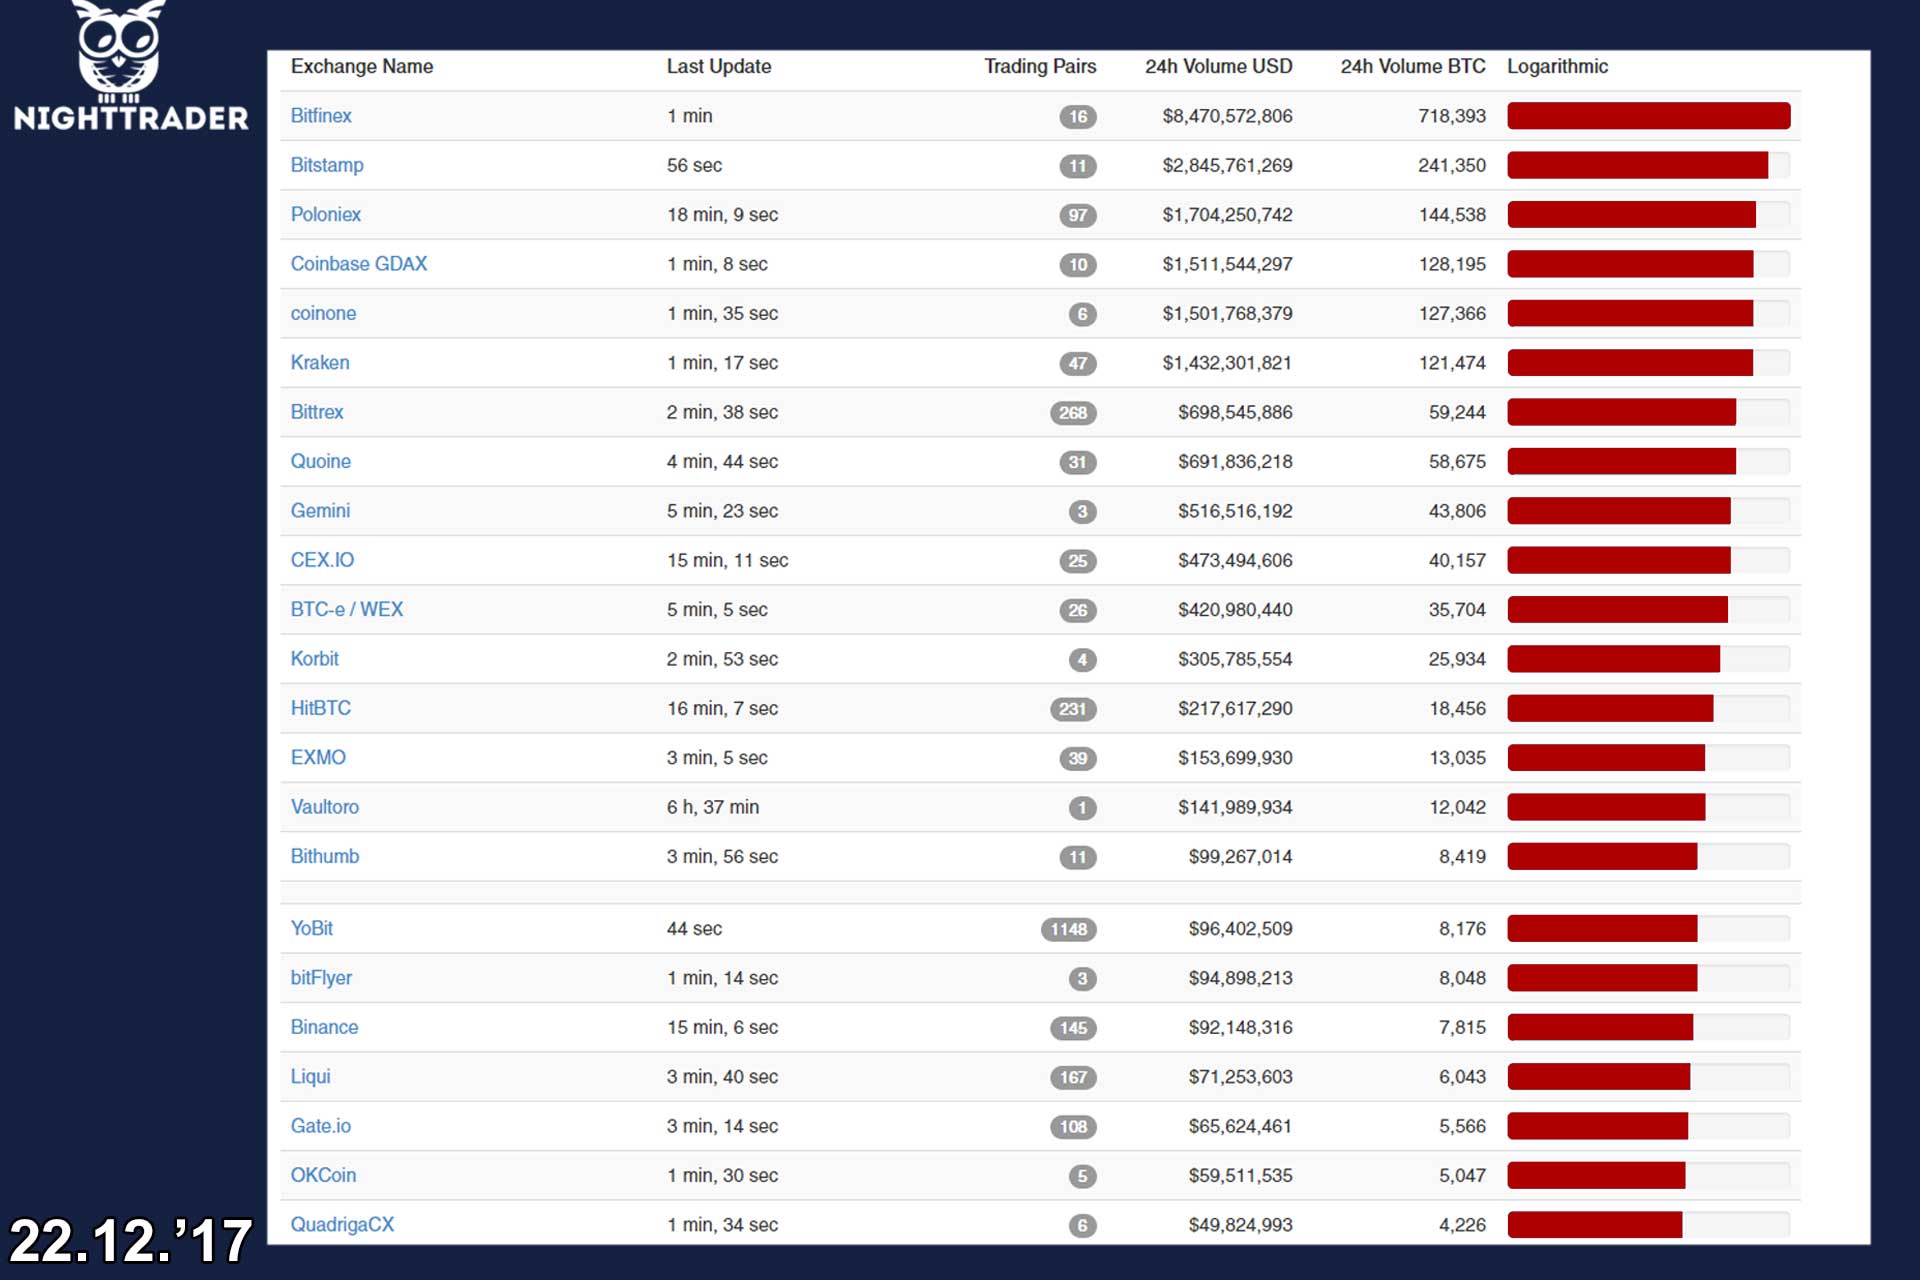 NIGHTTRADER
Exchange Name Last Update Trading Pairs 24h Volume USD 24h Volume BTC Logarithmic
Bitfinex 1 min 16 $8,470,572,806 718,393
Bitstamp 56 sec 11 $2,845,761,269 241,350
Poloniex 18 min, 9 sec 97 $1,704,250,742 144,538
Coinbase GDAX 1 min, 8 sec 10 $1,511,544,297 128,195
coinone 1 min, 35 sec 6 $1,501,768,379 127,366
Kraken 1 min, 17 sec 47 $1,432,301,821 121,474
Bittrex 2 min, 38 sec 268 $698,545,886 59,244
Quoine 4 min, 44 sec 31 $691,836,218 58,675
Gemini 5 min, 23 sec 3 $516,516,192 43,806
CEX.IO 15 min, 11 sec 25 $473,494,606 40,157
BTC-e / WEX 5 min, 5 sec 26 $420,980,440 35,704
Korbit 2 min, 53 sec 4 $305,785,554 25,934
HitBTC 16 min, 7 sec 231 $217,617,290 18,456
EXMO 3 min, 5 sec 39 $153,699,930 13,035
Vaultoro 6 h, 37 min 1 $141,989,934 12,042
Bithumb 3 min, 56 sec 11 $99,267,014 8,419
YoBit 44 sec 1148 $96,402,509 8,176
bitFlyer 1 min, 14 sec 3 $94,898,213 8,048
Binance 15 min, 6 sec 145 $92,148,316 7,815
Liqui 3 min, 40 sec 167 $71,253,603 6,043
Gate.io 3 min, 14 sec 108 $65,624,461 5,566
OKCoin 1 min, 30 sec 5 $59,511,535 5,047
QuadrigaCX 1 min, 34 sec 6 $49,824,993 4,226
22.12.’17